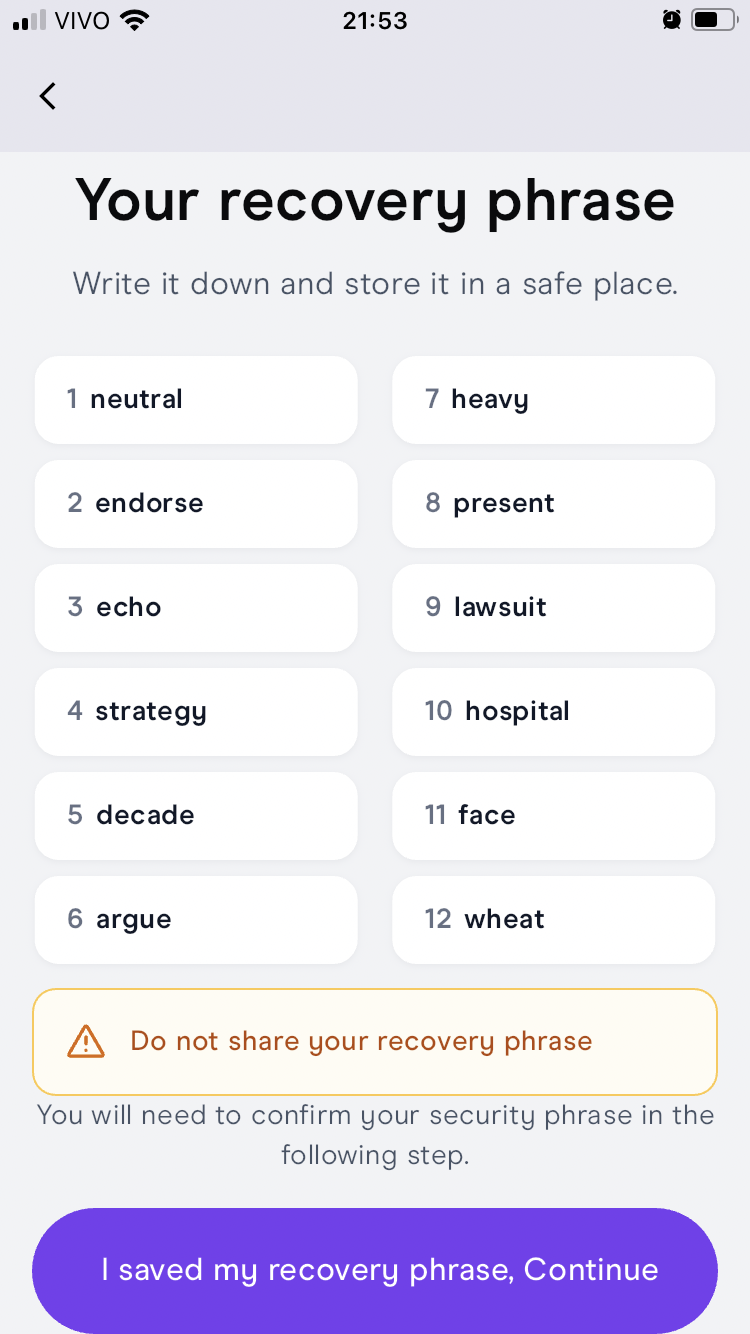 VIVO 21:53
Your recovery phrase
Write it down and store it in a safe place.
1 neutral
2 endorse
3 echo
4 strategy
5 decade
6 argue
7 heavy
8 present
9 lawsuit
10 hospital
11 face
12 wheat
Do not share your recovery phrase
You will need to confirm your security phrase in the
following step.
I saved my recovery phrase, Continue